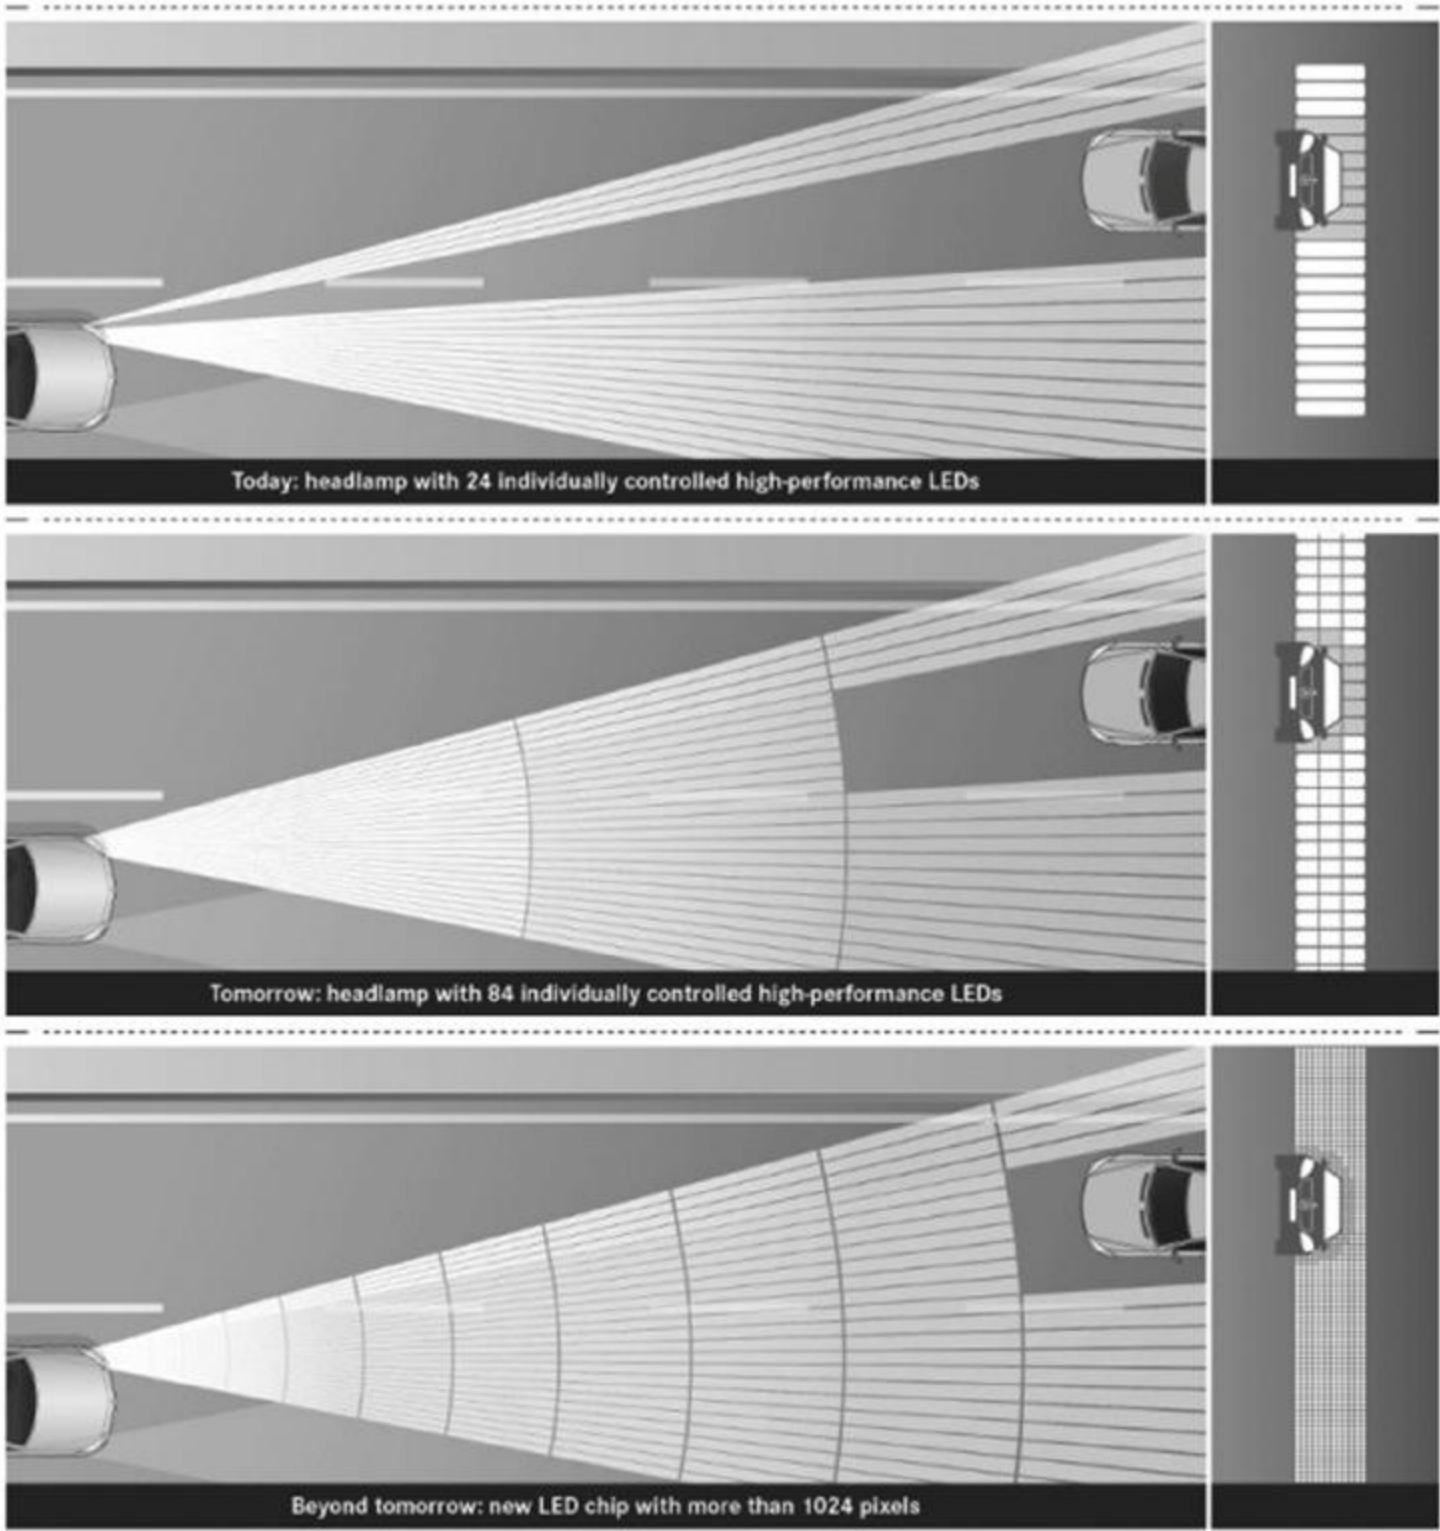 Today: headlamp with 24 individually controlled high-performance LEDs
Tomorrow: headlamp with 84 individually controlled high-performance LEDs
Beyond tomorrow: new LED chip with more than 1024 pixels